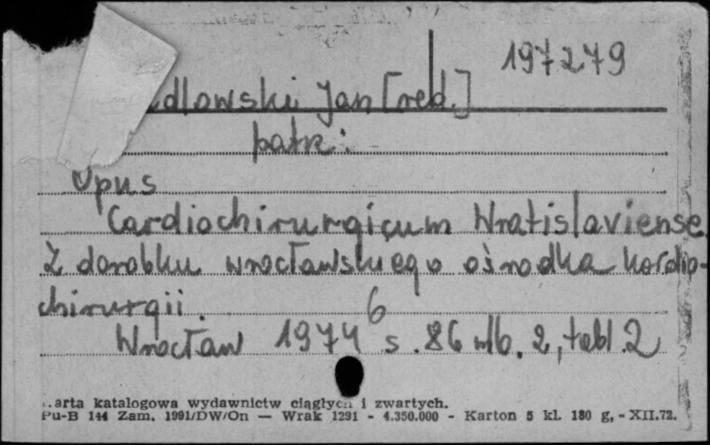 197279
dlowski Jan [red.]
patrz:
Opus
Cardiochirurgicum Wratislaviense.
Z dorobku wrocławskiego ośrodka kardio-
chirurgii.
6
Wrocław 1974 s. 86 nlb. 2, tabl. 2
arta katalogowa wydawnictw ciągłych i zwartych.
Pu-B 144 Zam. 1991/DW/On — Wrak 1291 - 4.350.000 - Karton 5 kl. 180 g, - XII.72.